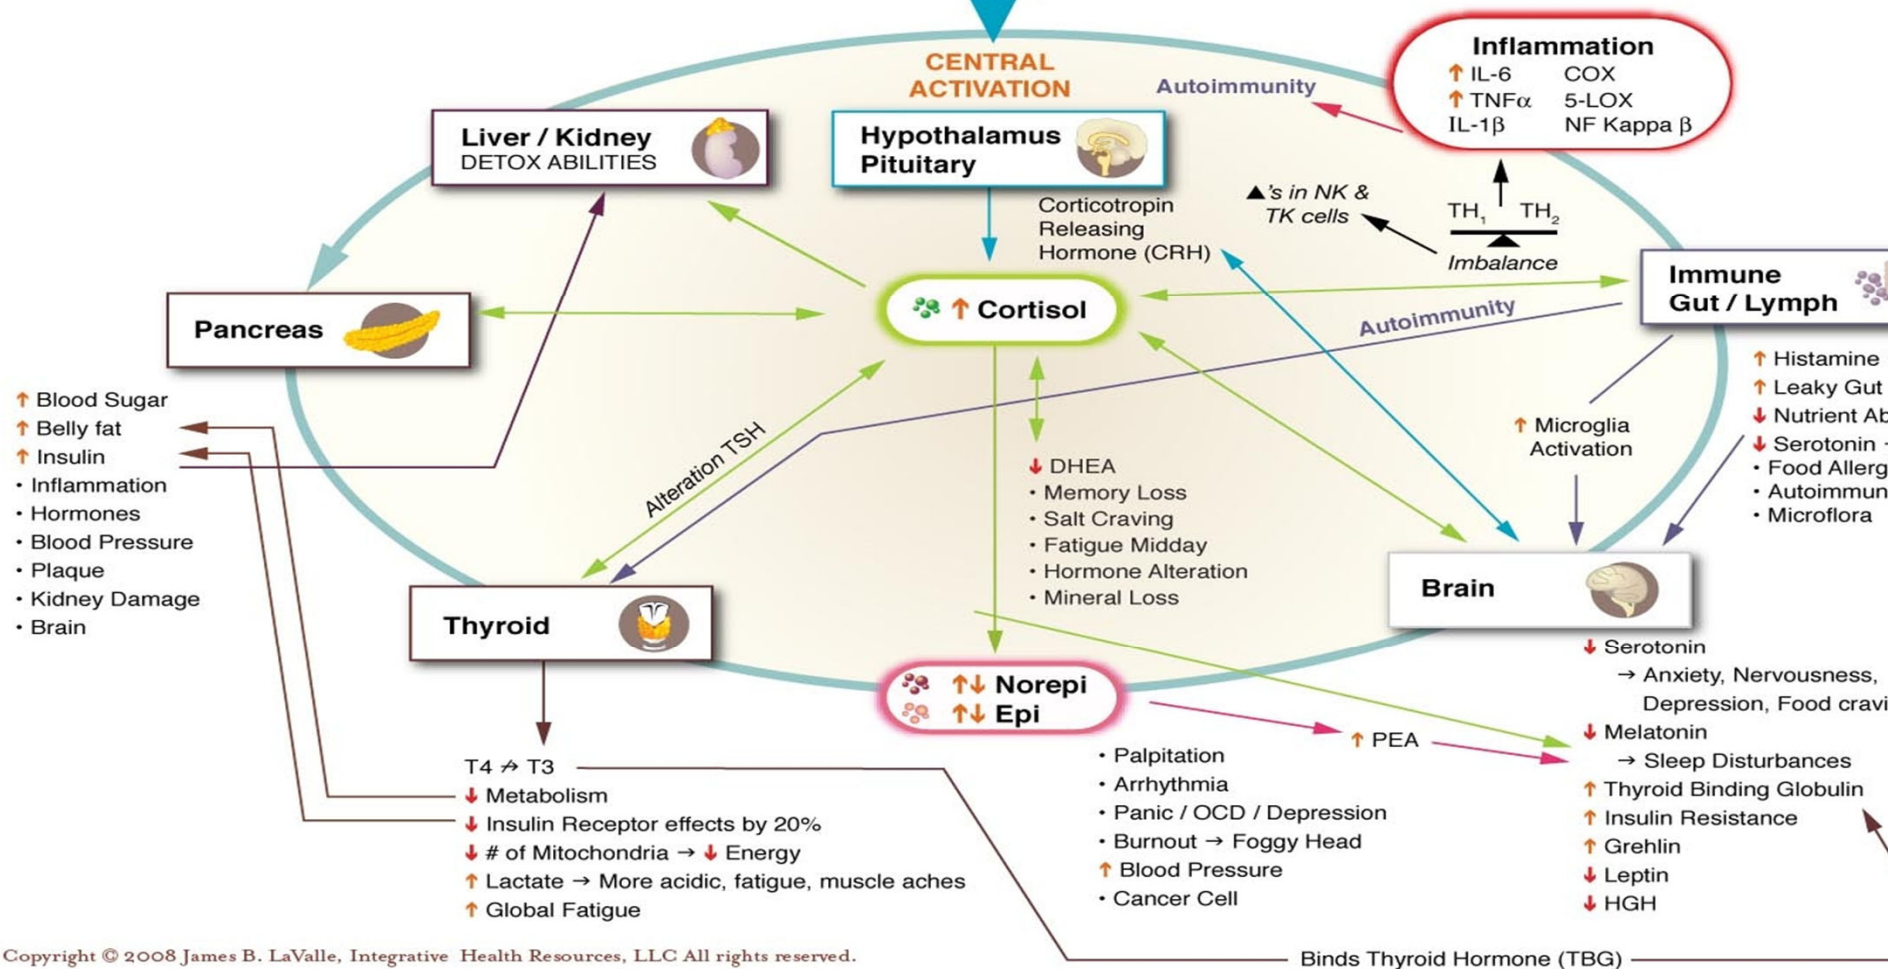 CENTRAL
ACTIVATION
Autoimmunity
Inflammation
↑ IL-6 COX
↑ TNFα 5-LOX
IL-1β NF Kappa β
Liver / Kidney
DETOX ABILITIES
Hypothalamus
Pituitary
Corticotropin
Releasing
Hormone (CRH)
▲'s in NK &
TK cells
TH1 TH2
Imbalance
Immune
Gut / Lymph
Pancreas
↑ Cortisol
Autoimmunity
↑ Blood Sugar
↑ Belly fat
↑ Insulin
• Inflammation
• Hormones
• Blood Pressure
• Plaque
• Kidney Damage
• Brain
Alteration TSH
↓ DHEA
• Memory Loss
• Salt Craving
• Fatigue Midday
• Hormone Alteration
• Mineral Loss
↑ Microglia
Activation
↑ Histamine
↑ Leaky Gut
↓ Nutrient Ab
↓ Serotonin -
• Food Allerg
• Autoimmun
• Microflora
Thyroid
Brain
↑↓ Norepi
↑↓ Epi
T4 ↛ T3
↓ Metabolism
↓ Insulin Receptor effects by 20%
↓ # of Mitochondria → ↓ Energy
↑ Lactate → More acidic, fatigue, muscle aches
↑ Global Fatigue
↑ PEA
• Palpitation
• Arrhythmia
• Panic / OCD / Depression
• Burnout → Foggy Head
↑ Blood Pressure
• Cancer Cell
↓ Serotonin
→ Anxiety, Nervousness,
Depression, Food cravi
↓ Melatonin
→ Sleep Disturbances
↑ Thyroid Binding Globulin
↑ Insulin Resistance
↑ Grehlin
↓ Leptin
↓ HGH
Copyright © 2008 James B. LaValle, Integrative Health Resources, LLC All rights reserved.
Binds Thyroid Hormone (TBG)